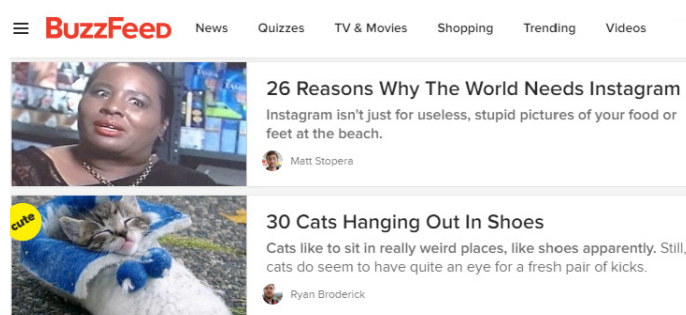 BuzzFeed News Quizzes TV & Movies Shopping Trending Videos
26 Reasons Why The World Needs Instagram
Instagram isn't just for useless, stupid pictures of your food or
feet at the beach.
Matt Stopera
cute
30 Cats Hanging Out In Shoes
Cats like to sit in really weird places, like shoes apparently. Still,
cats do seem to have quite an eye for a fresh pair of kicks.
Ryan Broderick